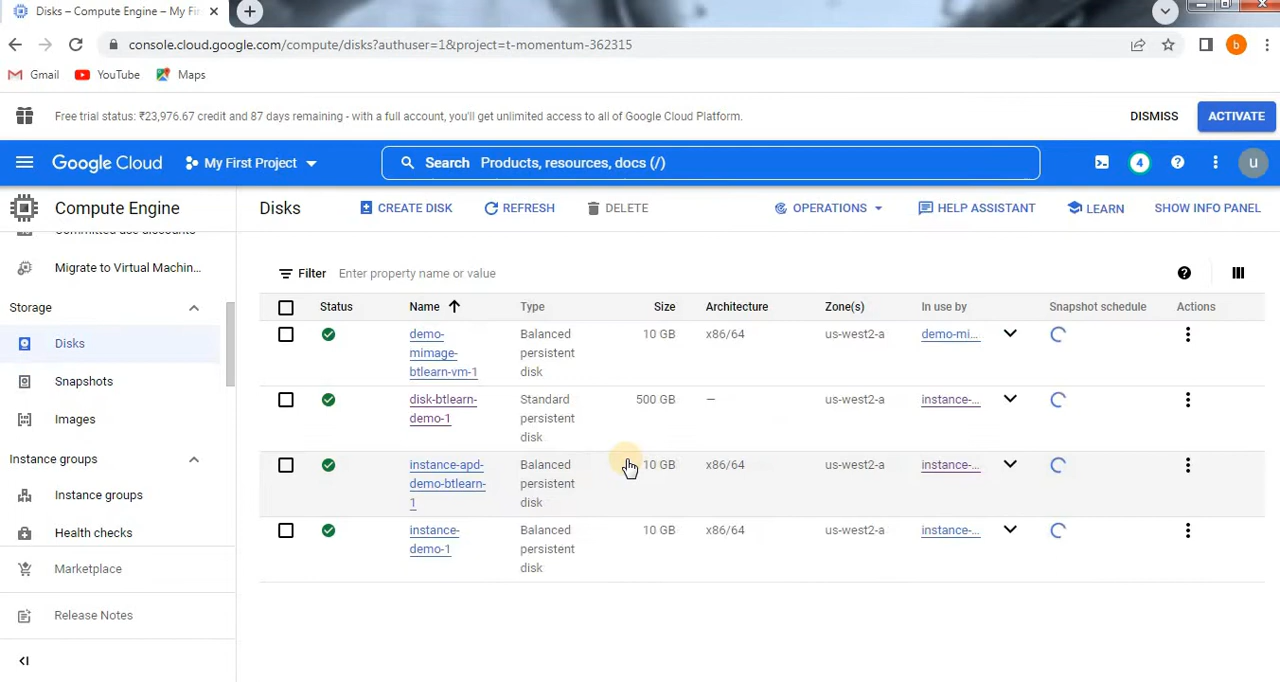 Disks – Compute Engine – My Fi
console.cloud.google.com/compute/disks?authuser=1&project=t-momentum-362315
b
Gmail
YouTube
Maps
Free trial status: ₹23,976.67 credit and 87 days remaining - with a full account, you'll get unlimited access to all of Google Cloud Platform.
DISMISS
ACTIVATE
Google Cloud
My First Project
Search Products, resources, docs (/)
4
u
Compute Engine
Disks
CREATE DISK
REFRESH
DELETE
OPERATIONS
HELP ASSISTANT
LEARN
SHOW INFO PANEL
Committed use discounts
Migrate to Virtual Machin...
Storage
Disks
Snapshots
Images
Instance groups
Instance groups
Health checks
Marketplace
Release Notes
Filter Enter property name or value
Status Name Type Size Architecture Zone(s) In use by Snapshot schedule Actions
demo-mimage-btlearn-vm-1 Balanced persistent disk 10 GB x86/64 us-west2-a demo-mi...
disk-btlearn-demo-1 Standard persistent disk 500 GB — us-west2-a instance-...
instance-apd-demo-btlearn-1 Balanced persistent disk 10 GB x86/64 us-west2-a instance-...
instance-demo-1 Balanced persistent disk 10 GB x86/64 us-west2-a instance-...